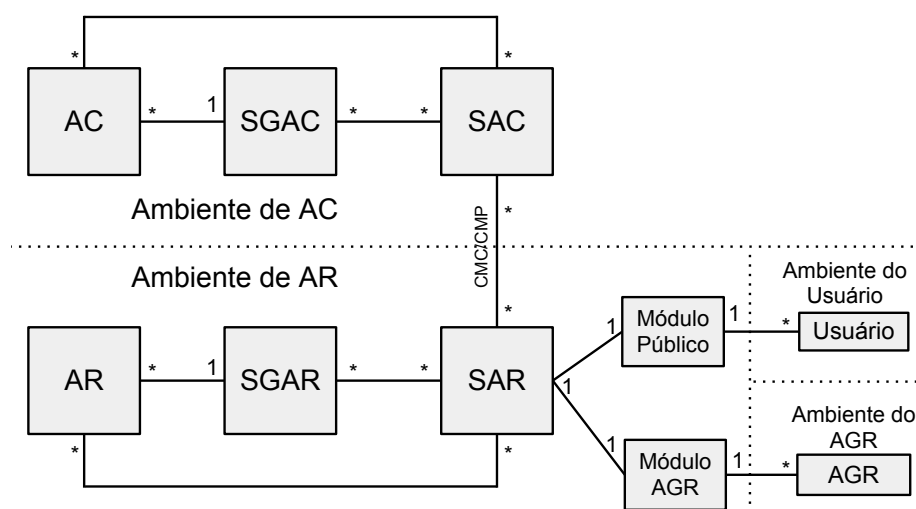 *
*
AC
*
1
SGAC
*
*
SAC
Ambiente de AC
CMC/CMP
*
Ambiente de AR
*
Ambiente do
Usuário
AR
*
1
SGAR
*
*
SAR
1
Módulo
Público
1
*
Usuário
1
*
*
1
Módulo
AGR
1
*
Ambiente do
AGR
AGR